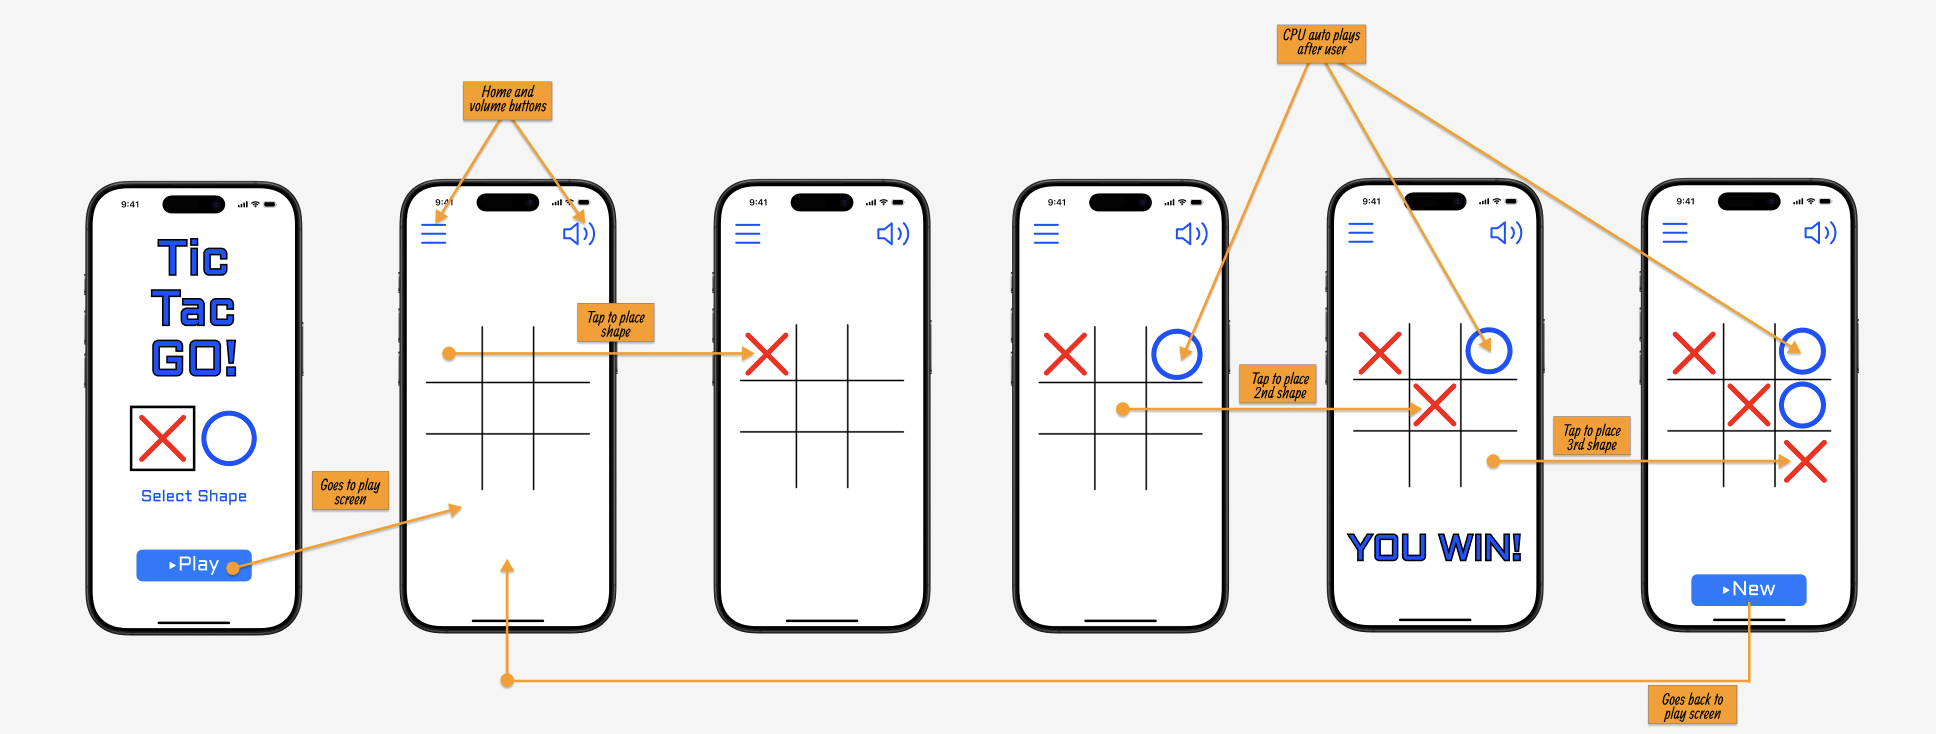 CPU auto plays
after user
Home and
volume buttons
9:41
Tic
Tac
GO!
Select Shape
▸Play
Goes to play
screen
9:41
Tap to place
shape
9:41
9:41
Tap to place
2nd shape
9:41
YOU WIN!
Tap to place
3rd shape
9:41
▸New
Goes back to
play screen